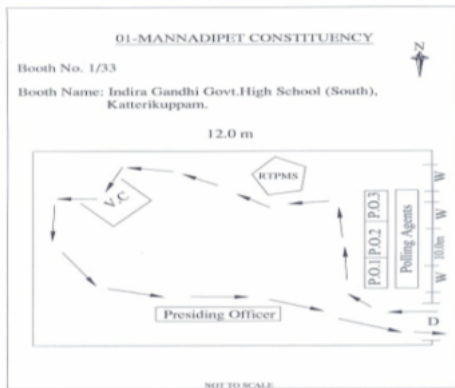 01-MANNADIPET CONSTITUENCY
N
Booth No. 1/33
Booth Name: Indira Gandhi Govt.High School (South),
Katterikuppam.
12.0 m
RTPMS
V.C
P.O.1
P.O.2
P.O.3
Polling Agents
W
W
10.0m
W
Presiding Officer
D
NOT TO SCALE